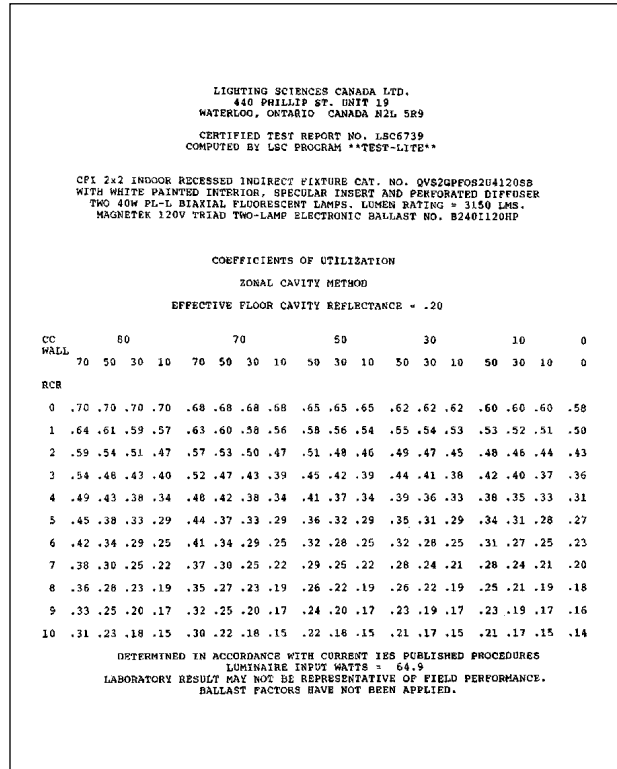 LIGHTING SCIENCES CANADA LTD.
440 PHILLIP ST. UNIT 19
WATERLOO, ONTARIO CANADA N2L 5R9
CERTIFIED TEST REPORT NO. LSC6739
COMPUTED BY LSC PROGRAM **TEST-LITE**
CPI 2x2 INDOOR RECESSED INDIRECT FIXTURE CAT. NO. QVS2GPFOS2U4120SB
WITH WHITE PAINTED INTERIOR, SPECULAR INSERT AND PERFORATED DIFFUSER
TWO 40W PL-L BIAXIAL FLUORESCENT LAMPS. LUMEN RATING = 3150 LMS.
MAGNETEK 120V TRIAD TWO-LAMP ELECTRONIC BALLAST NO. B240I120HP
COEFFICIENTS OF UTILIZATION
ZONAL CAVITY METHOD
EFFECTIVE FLOOR CAVITY REFLECTANCE = .20
CC 80 70 50 30 10 0
WALL
70 50 30 10 70 50 30 10 50 30 10 50 30 10 50 30 10 0
RCR
0 .70 .70 .70 .70 .68 .68 .68 .68 .65 .65 .65 .62 .62 .62 .60 .60 .60 .58
1 .64 .61 .59 .57 .63 .60 .58 .56 .58 .56 .54 .55 .54 .53 .53 .52 .51 .50
2 .59 .54 .51 .47 .57 .53 .50 .47 .51 .48 .46 .49 .47 .45 .48 .46 .44 .43
3 .54 .48 .43 .40 .52 .47 .43 .39 .45 .42 .39 .44 .41 .38 .42 .40 .37 .36
4 .49 .43 .38 .34 .48 .42 .38 .34 .41 .37 .34 .39 .36 .33 .38 .35 .33 .31
5 .45 .38 .33 .29 .44 .37 .33 .29 .36 .32 .29 .35 .31 .29 .34 .31 .28 .27
6 .42 .34 .29 .25 .41 .34 .29 .25 .32 .28 .25 .32 .28 .25 .31 .27 .25 .23
7 .38 .30 .25 .22 .37 .30 .25 .22 .29 .25 .22 .28 .24 .21 .28 .24 .21 .20
8 .36 .28 .23 .19 .35 .27 .23 .19 .26 .22 .19 .26 .22 .19 .25 .21 .19 .18
9 .33 .25 .20 .17 .32 .25 .20 .17 .24 .20 .17 .23 .19 .17 .23 .19 .17 .16
10 .31 .23 .18 .15 .30 .22 .18 .15 .22 .18 .15 .21 .17 .15 .21 .17 .15 .14
DETERMINED IN ACCORDANCE WITH CURRENT IES PUBLISHED PROCEDURES
LUMINAIRE INPUT WATTS = 64.9
LABORATORY RESULT MAY NOT BE REPRESENTATIVE OF FIELD PERFORMANCE.
BALLAST FACTORS HAVE NOT BEEN APPLIED.